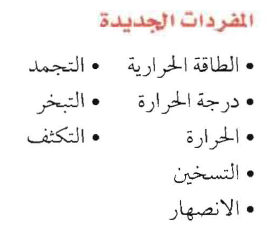 المفردات الجديدة
• الطاقة الحرارية
• درجة الحرارة
• الحرارة
• التسخين
• الانصهار
• التجمد
• التبخر
• التكثف